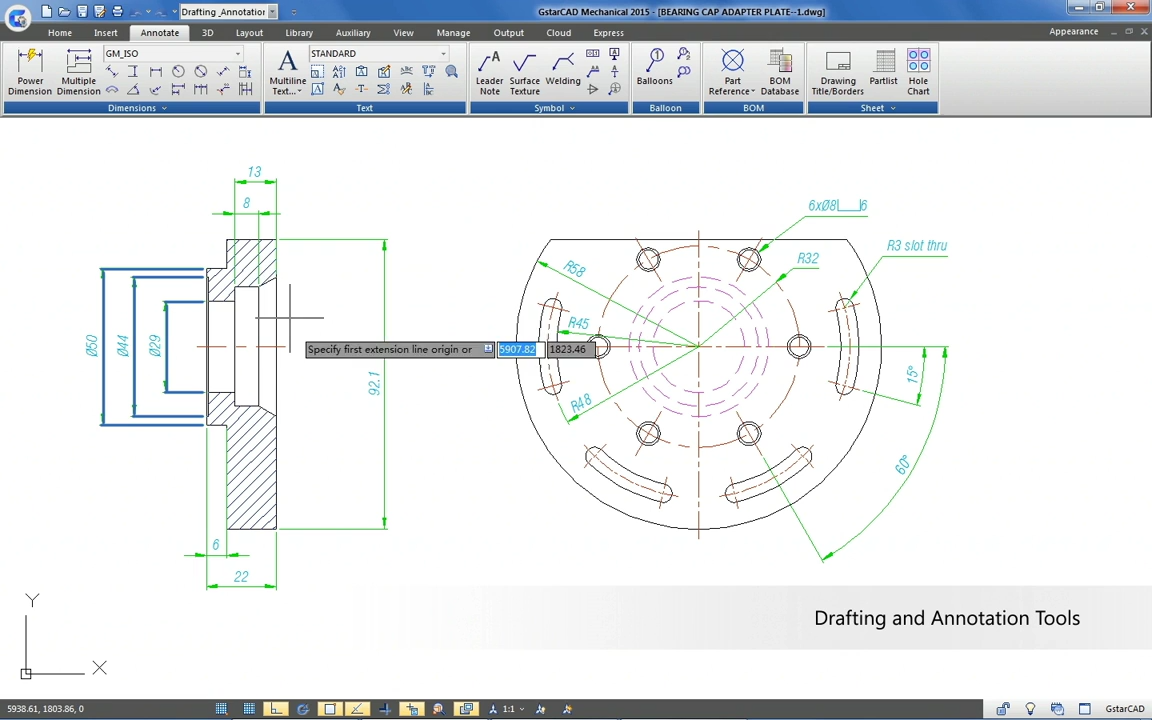 Drafting _Annotation
GstarCAD Mechanical 2015 - [BEARING CAP ADAPTER PLATE--1.dwg]
Home Insert Annotate 3D Layout Library Auxiliary View Manage Output Cloud Express
Appearance
GM_ISO
STANDARD
Power
Dimension
Multiple
Dimension
Multiline
Text...
Leader
Note
Surface
Texture
Welding
Balloons
Part
Reference
BOM
Database
Drawing
Title/Borders
Partlist
Hole
Chart
Dimensions
Text
Symbol
Balloon
BOM
Sheet
13
8
Ø50
Ø44
Ø29
92.1
6
22
Specify first extension line origin or
5907.82
1823.46
6xØ8⌴6
R3 slot thru
R58
R32
R45
R48
15°
60°
Y
X
Drafting and Annotation Tools
5938.61, 1803.86, 0
1:1
GstarCAD